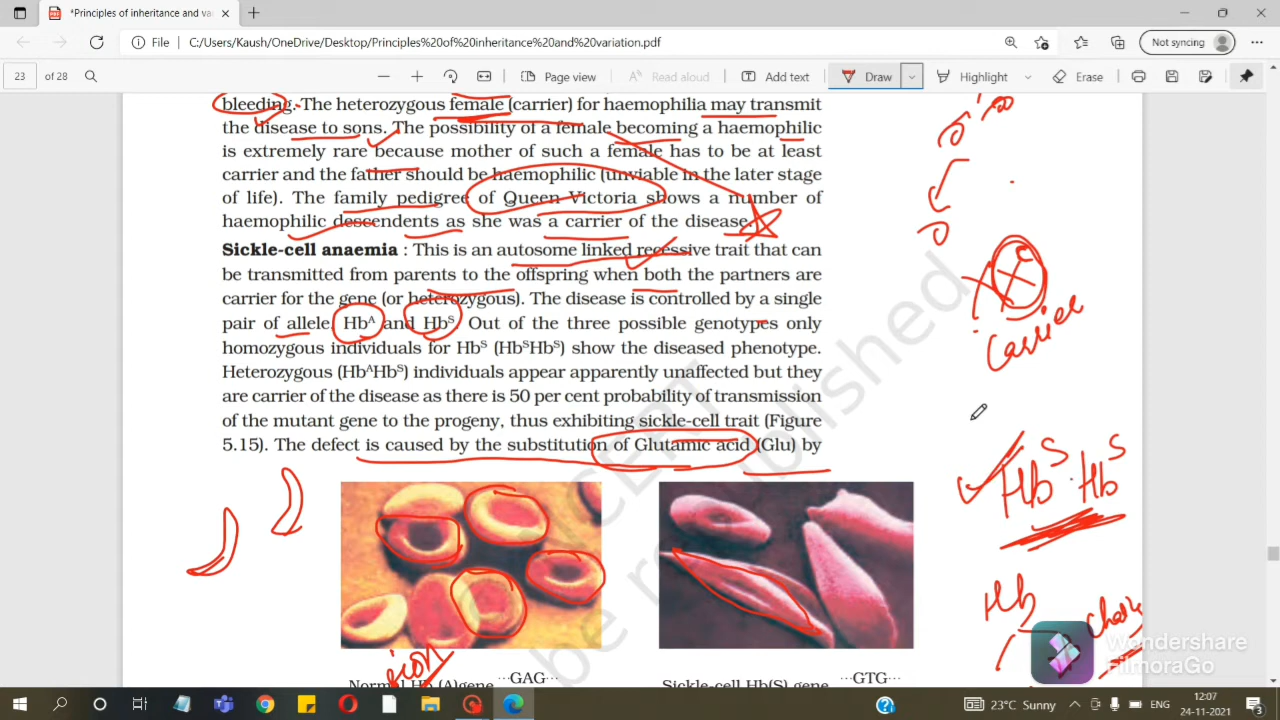 *Principles of inheritance and var
File
C:/Users/Kaush/OneDrive/Desktop/Principles%20of%20inheritance%20and%20variation.pdf
Not syncing
23 of 28
Page view
Read aloud
Add text
Draw
Highlight
Erase
bleeding. The heterozygous female (carrier) for haemophilia may transmit
the disease to sons. The possibility of a female becoming a haemophilic
is extremely rare because mother of such a female has to be at least
carrier and the father should be haemophilic (unviable in the later stage
of life). The family pedigree of Queen Victoria shows a number of
haemophilic descendents as she was a carrier of the disease.
Sickle-cell anaemia : This is an autosome linked recessive trait that can
be transmitted from parents to the offspring when both the partners are
carrier for the gene (or heterozygous). The disease is controlled by a single
pair of allele, Hbᴬ and Hbˢ. Out of the three possible genotypes only
homozygous individuals for Hbˢ (HbˢHbˢ) show the diseased phenotype.
Heterozygous (HbᴬHbˢ) individuals appear apparently unaffected but they
are carrier of the disease as there is 50 per cent probability of transmission
of the mutant gene to the progeny, thus exhibiting sickle-cell trait (Figure
5.15). The defect is caused by the substitution of Glutamic acid (Glu) by
Carrier
Hbˢ·Hbˢ
Hb
Wondershare
FilmoraGo
Normal Hb (A)gene
···GAG···
Sickle-cell Hb(S) gene
···GTG···
23°C Sunny
ENG
12:07
24-11-2021
3